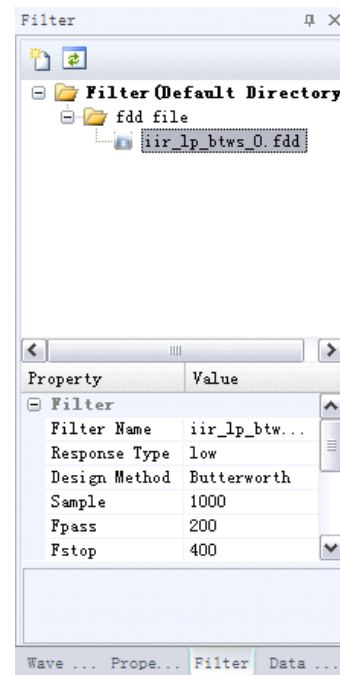 Filter
Filter(Default Directory
fdd file
iir_lp_btws_0.fdd
Property Value
Filter
Filter Name iir_lp_btw...
Response Type low
Design Method Butterworth
Sample 1000
Fpass 200
Fstop 400
Wave ... Prope... Filter Data ...